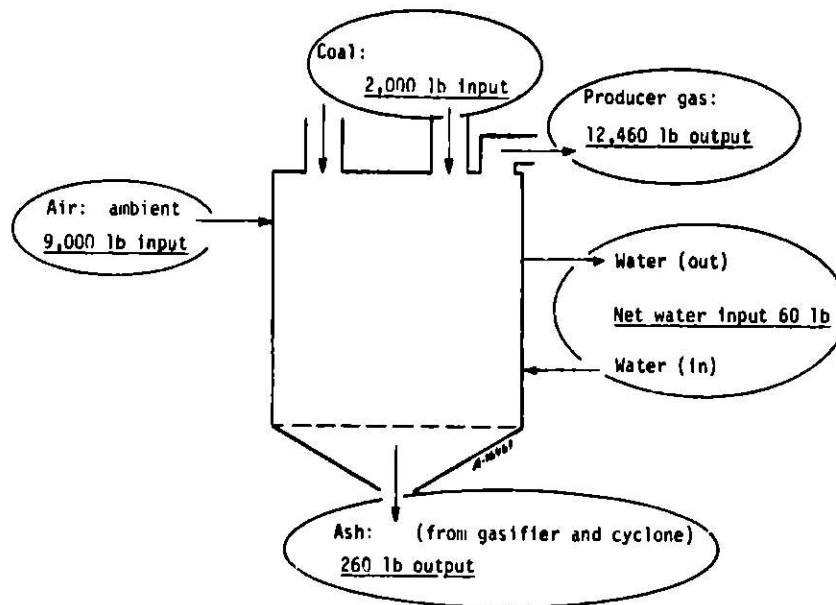 Coal:
2,000 lb input
Producer gas:
12,460 lb output
Air: ambient
9,000 lb input
Water (out)
Net water input 60 lb
Water (in)
Ash: (from gasifier and cyclone)
260 lb output